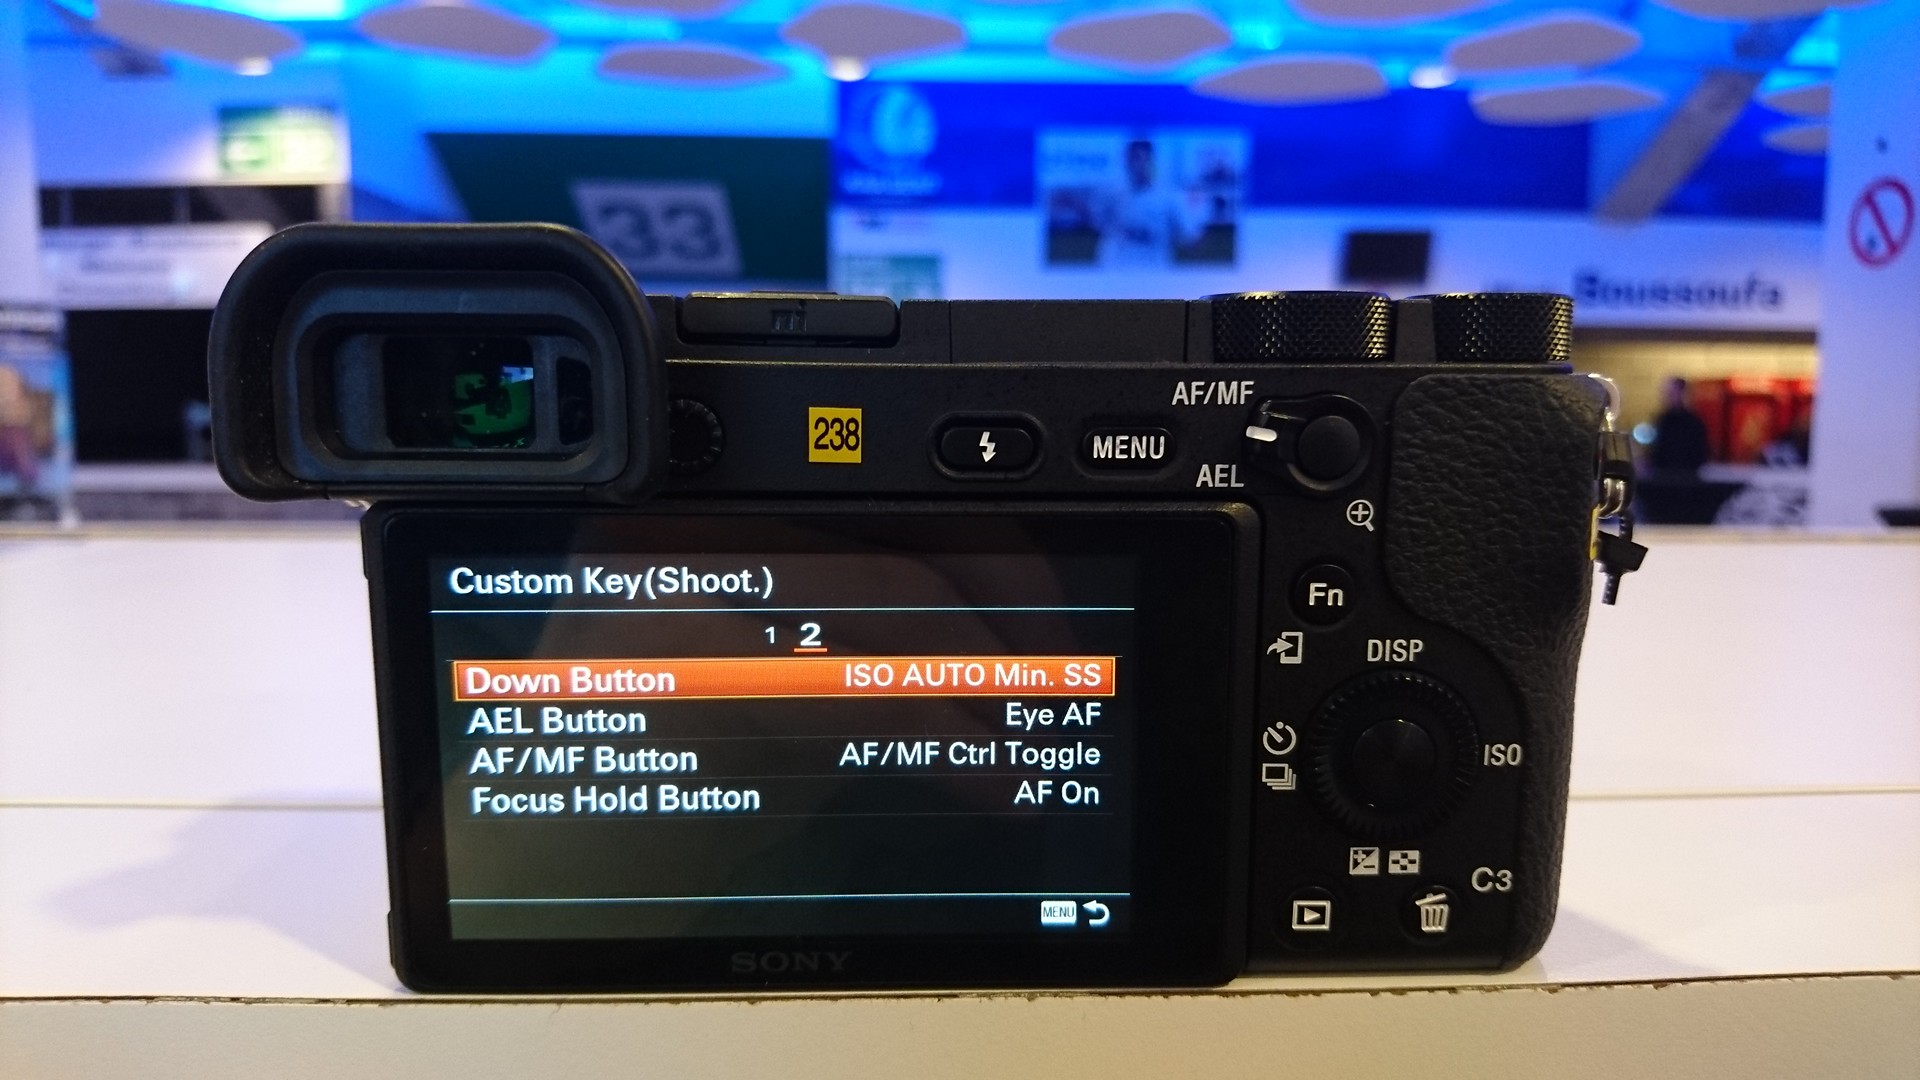 33
Boussoufa
mi
238
MENU
AF/MF
AEL
Fn
DISP
ISO
C3
Custom Key(Shoot.)
1 2
Down Button ISO AUTO Min. SS
AEL Button Eye AF
AF/MF Button AF/MF Ctrl Toggle
Focus Hold Button AF On
MENU
SONY